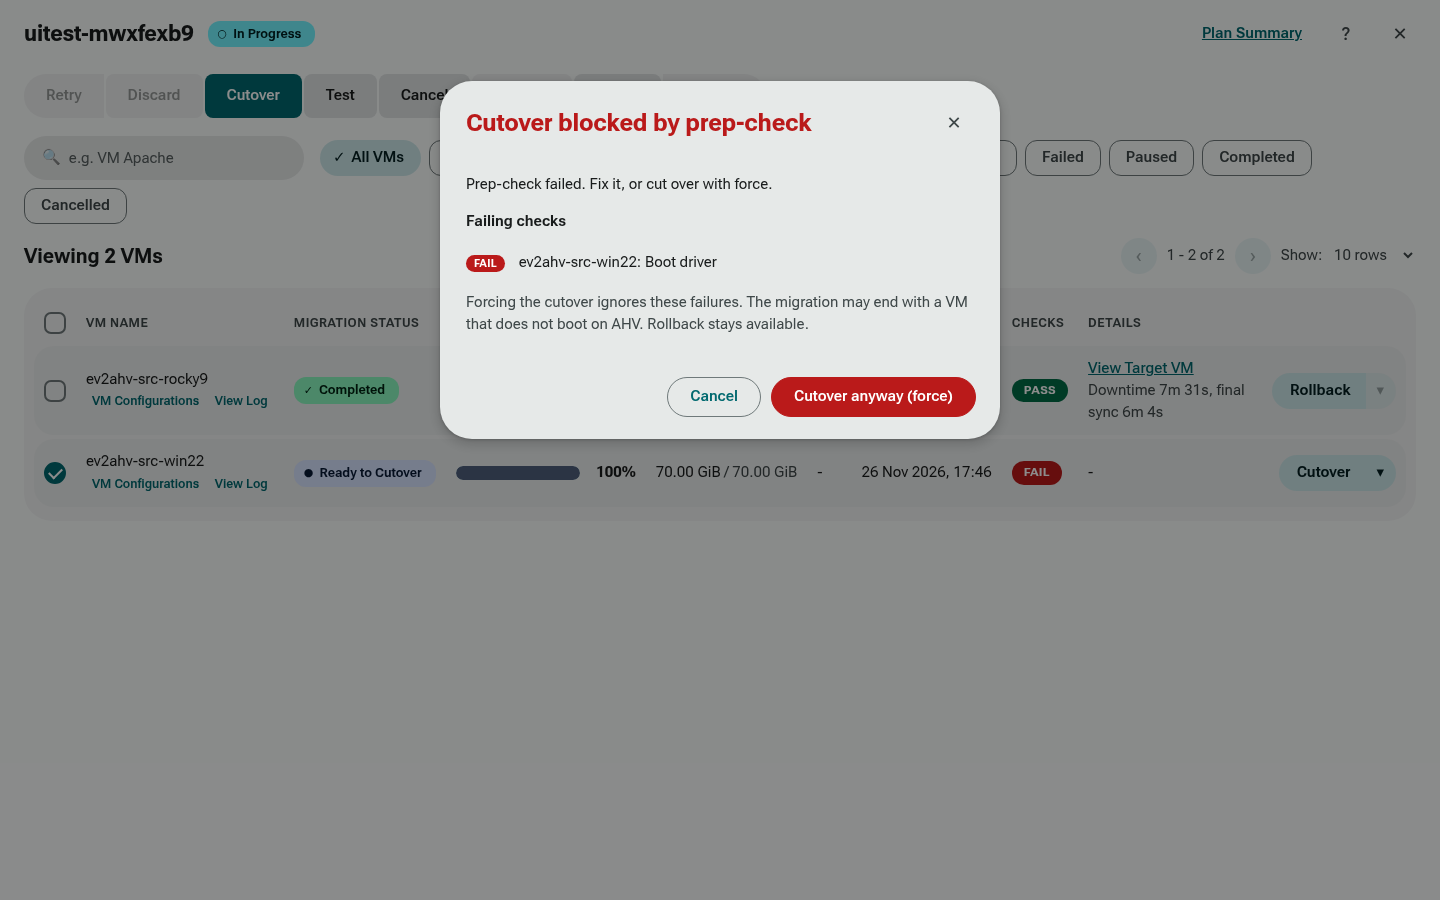 uitest-mwxfexb9
In Progress
Plan Summary
?
Retry
Discard
Cutover
Test
Cancel
Cutover blocked by prep-check
Prep-check failed. Fix it, or cut over with force.
Failing checks
FAIL ev2ahv-src-win22: Boot driver
Forcing the cutover ignores these failures. The migration may end with a VM
that does not boot on AHV. Rollback stays available.
Cancel
Cutover anyway (force)
e.g. VM Apache
✓ All VMs
Failed
Paused
Completed
Cancelled
Viewing 2 VMs
1 - 2 of 2
Show: 10 rows
VM NAME
MIGRATION STATUS
CHECKS
DETAILS
ev2ahv-src-rocky9
VM Configurations View Log
✓ Completed
PASS
View Target VM
Downtime 7m 31s, final
sync 6m 4s
Rollback
ev2ahv-src-win22
VM Configurations View Log
Ready to Cutover
100%
70.00 GiB / 70.00 GiB
-
26 Nov 2026, 17:46
FAIL
-
Cutover